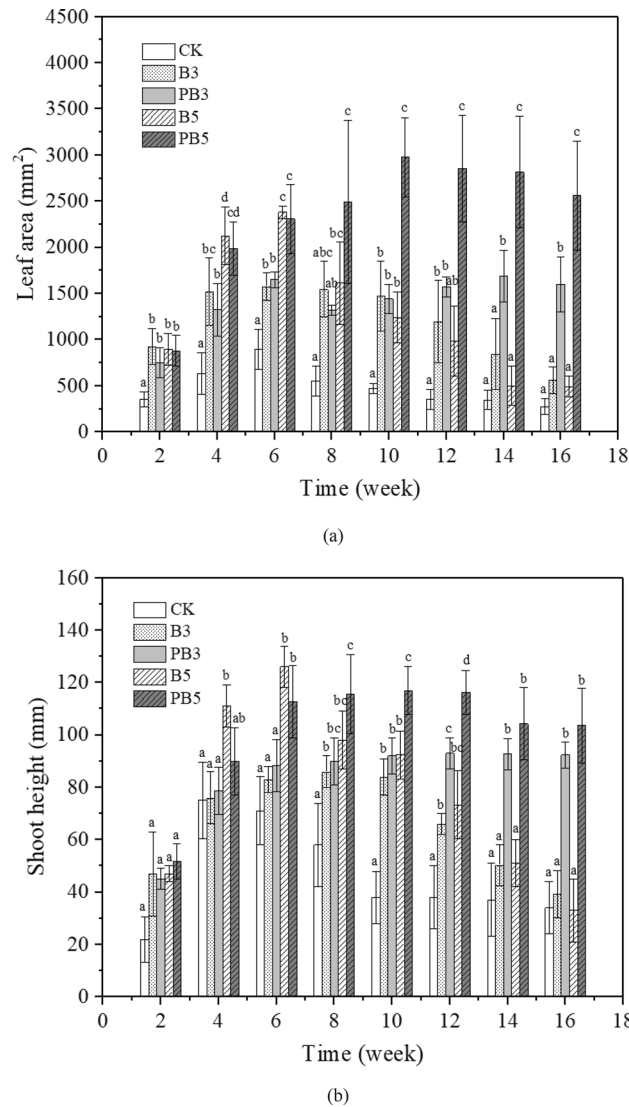 4500
4000
3500
3000
2500
2000
1500
1000
500
0
Leaf area (mm²)
CK
B3
PB3
B5
PB5
a b b b b
a bc b d cd
a b b c c
a abc ab bc c
a b b b c
a b b ab c
a a b a c
a a b a c
0 2 4 6 8 10 12 14 16 18
Time (week)
(a)
160
140
120
100
80
60
40
20
0
Shoot height (mm)
CK
B3
PB3
B5
PB5
a a a a a
a a a b ab
a a a b b
a b bc bc c
a b b b c
a b c bc d
a a b a b
a a b a b
0 2 4 6 8 10 12 14 16 18
Time (week)
(b)